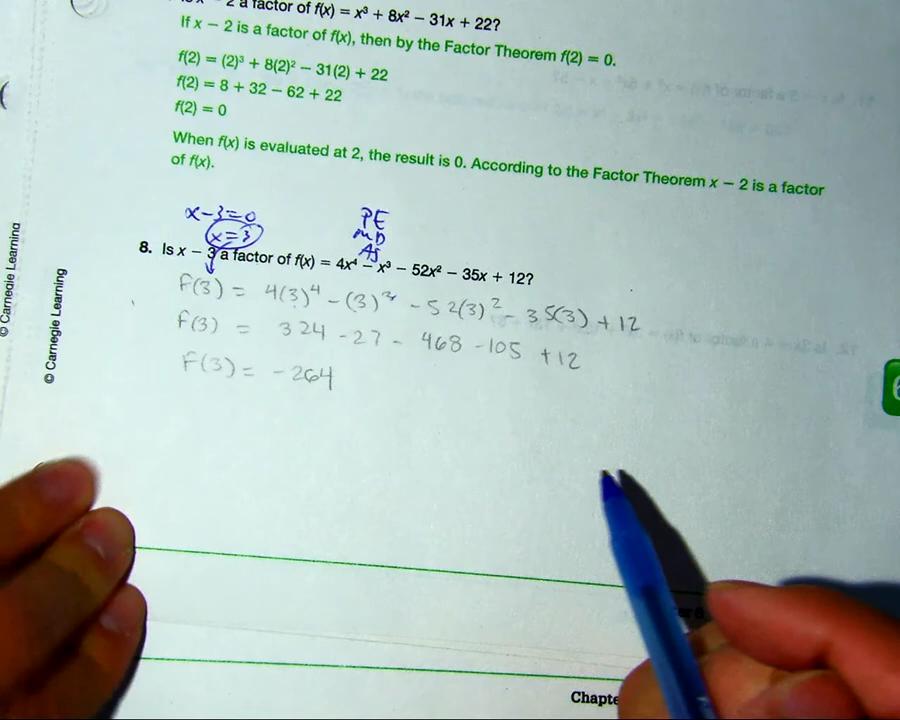 2 a factor of f(x) = x³ + 8x² − 31x + 22?
If x − 2 is a factor of f(x), then by the Factor Theorem f(2) = 0.
f(2) = (2)³ + 8(2)² − 31(2) + 22
f(2) = 8 + 32 − 62 + 22
f(2) = 0
When f(x) is evaluated at 2, the result is 0. According to the Factor Theorem x − 2 is a factor
of f(x).
x-3=0
x=3
PE
MD
AS
8. Is x − 3 a factor of f(x) = 4x⁴ − x³ − 52x² − 35x + 12?
f(3) = 4(3)⁴ - (3)³ - 52(3)² - 35(3) + 12
f(3) = 324 - 27 - 468 - 105 + 12
f(3) = -264
© Carnegie Learning
© Carnegie Learning
6
Chapte